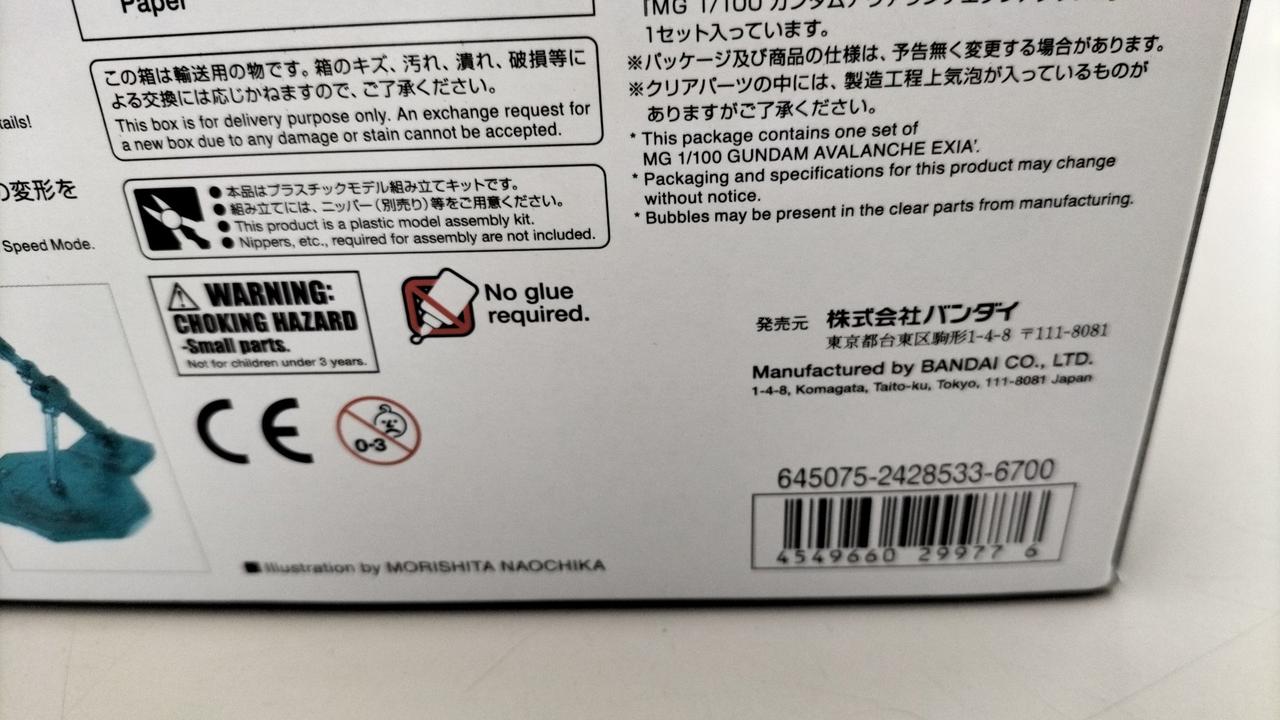 Paper
この箱は輸送用の物です。箱のキズ、汚れ、潰れ、破損等に
よる交換には応じかねますので、ご了承ください。
This box is for delivery purpose only. An exchange request for
a new box due to any damage or stain cannot be accepted.
ails!
の変形を
Speed Mode.
●本品はプラスチックモデル組み立てキットです。
●組み立てには、ニッパー(別売り)等をご用意ください。
●This product is a plastic model assembly kit.
●Nippers, etc., required for assembly are not included.
WARNING:
CHOKING HAZARD
-Small parts.
Not for children under 3 years.
No glue
required.
CE
0-3
■Illustration by MORISHITA NAOCHIKA
「MG 1/100
1セット入っています。
※パッケージ及び商品の仕様は、予告無く変更する場合があります。
※クリアパーツの中には、製造工程上気泡が入っているものが
ありますがご了承ください。
* This package contains one set of
MG 1/100 GUNDAM AVALANCHE EXIA'.
* Packaging and specifications for this product may change
without notice.
* Bubbles may be present in the clear parts from manufacturing.
発売元 株式会社バンダイ
東京都台東区駒形1-4-8 〒111-8081
Manufactured by BANDAI CO., LTD.
1-4-8, Komagata, Taito-ku, Tokyo, 111-8081 Japan
645075-2428533-6700
4549660 29977 6